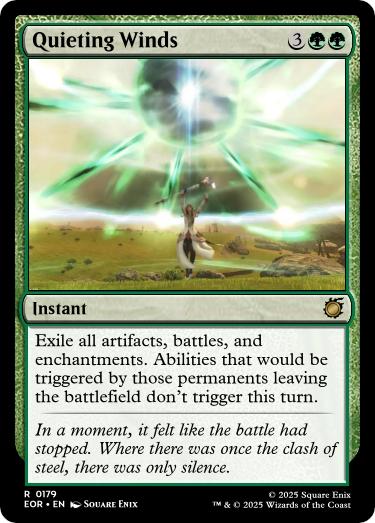 Quieting Winds 3
Instant
Exile all artifacts, battles, and
enchantments. Abilities that would be
triggered by those permanents leaving
the battlefield don't trigger this turn.
In a moment, it felt like the battle had
stopped. Where there was once the clash of
steel, there was only silence.
R 0179 © 2025 Square Enix
EOR • EN SQUARE ENIX ™ & © 2025 Wizards of the Coast